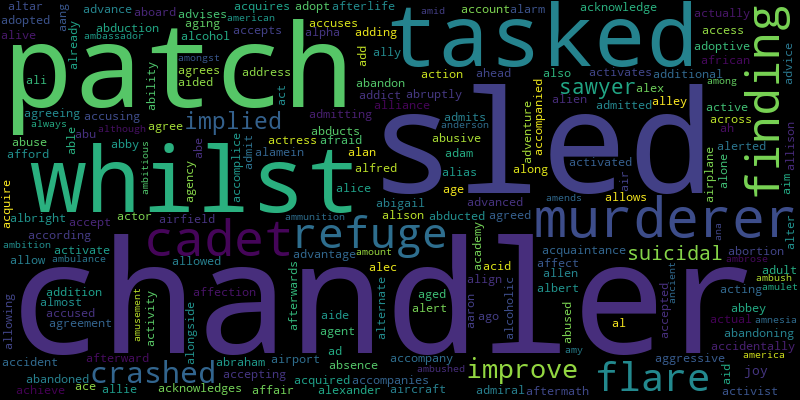 altar aang advance aboard advises acquires adopt afterlife amid account alarm acknowledge actually altar
adopted abduction ambassador already aging american accuses alpha adding access african advice
alive alcohol accepts add ally adoptive
patch tasked finding
ali ability agrees address abandon action ahead activates additional among
aided act addict abruptly also sawyer alex
agreeing accusing implied admitting alliance alien admitted alley active across
always although agree actress admits anderson adventure accompanied ah
abuse able abu abe admit abducts afraid abusive along activated alerted allison
afford abby ambitious agency accomplice alamein alan adam air airplane alone
whilst sled
alfred alias allows aim
acquire alice age amends
albright actor airfield abigail alison advanced murderer ana alter
according accept ammunition abducted agreed
ambition activate cadet refuge academy acquaintance suicidal abortion
allow ambulance allowed advantage amount affect ambrose
chandler
addition affection afterwards alec acid allen adult
almost align albert accepted ancient ambush
allowing accused amusement activity alongside aged alternate aaron alcoholic acting abbey amulet
agreement aide alert ago abused al actual amnesia
afterward agent abandoning
accident abraham airport ad accompany amy accidentally
crashed absence improve aggressive america
abandoned accepting ambushed flare aid joy
achieve ace allie acknowledges affair acquired accompanies admiral aftermath activist
alexander aircraft